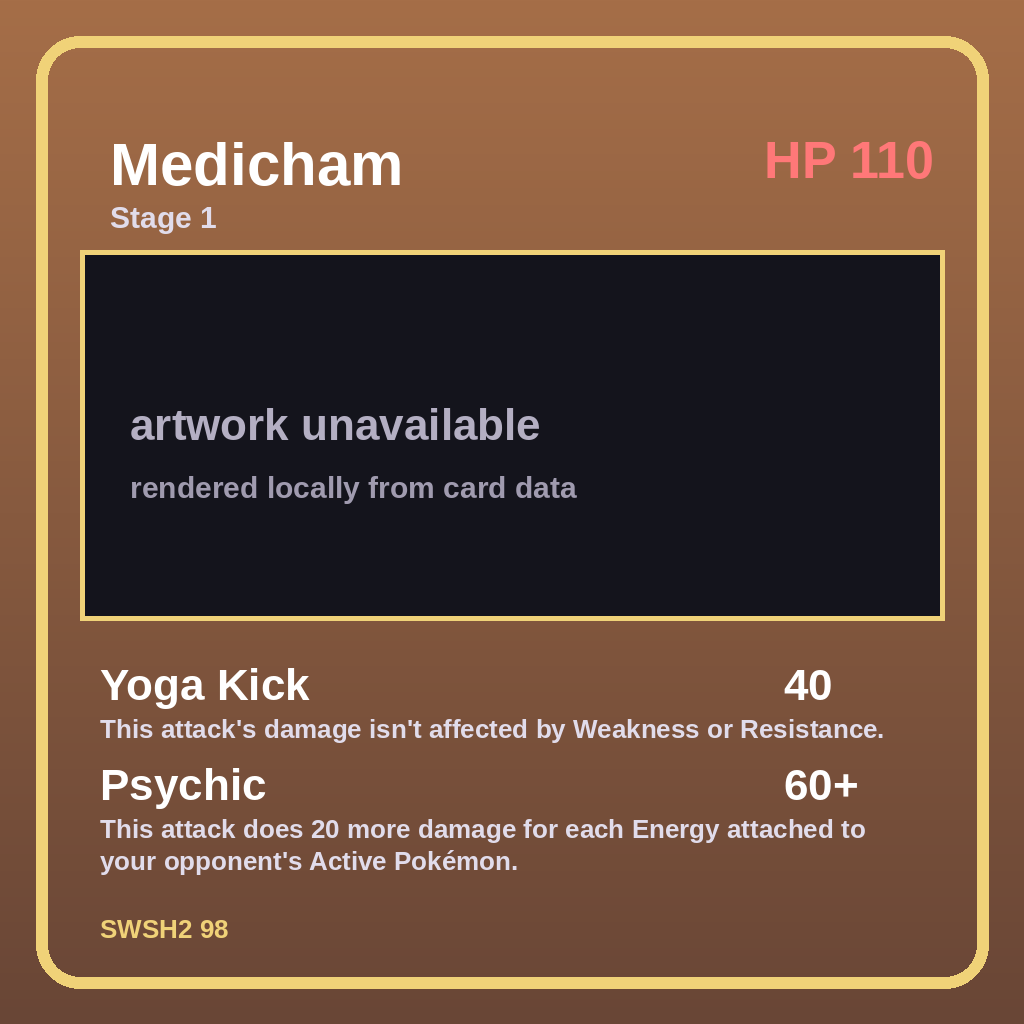 Medicham
HP 110
Stage 1
artwork unavailable
rendered locally from card data
Yoga Kick 40
This attack's damage isn't affected by Weakness or Resistance.
Psychic 60+
This attack does 20 more damage for each Energy attached to
your opponent's Active Pokémon.
SWSH2 98